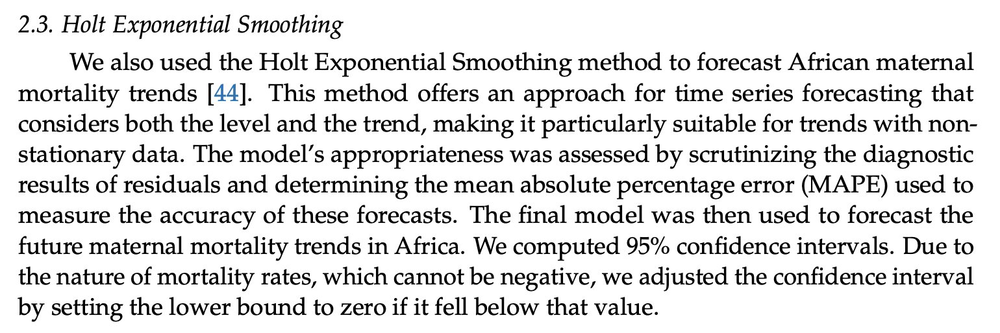 2.3. Holt Exponential Smoothing
We also used the Holt Exponential Smoothing method to forecast African maternal
mortality trends [44]. This method offers an approach for time series forecasting that
considers both the level and the trend, making it particularly suitable for trends with non-
stationary data. The model’s appropriateness was assessed by scrutinizing the diagnostic
results of residuals and determining the mean absolute percentage error (MAPE) used to
measure the accuracy of these forecasts. The final model was then used to forecast the
future maternal mortality trends in Africa. We computed 95% confidence intervals. Due to
the nature of mortality rates, which cannot be negative, we adjusted the confidence interval
by setting the lower bound to zero if it fell below that value.